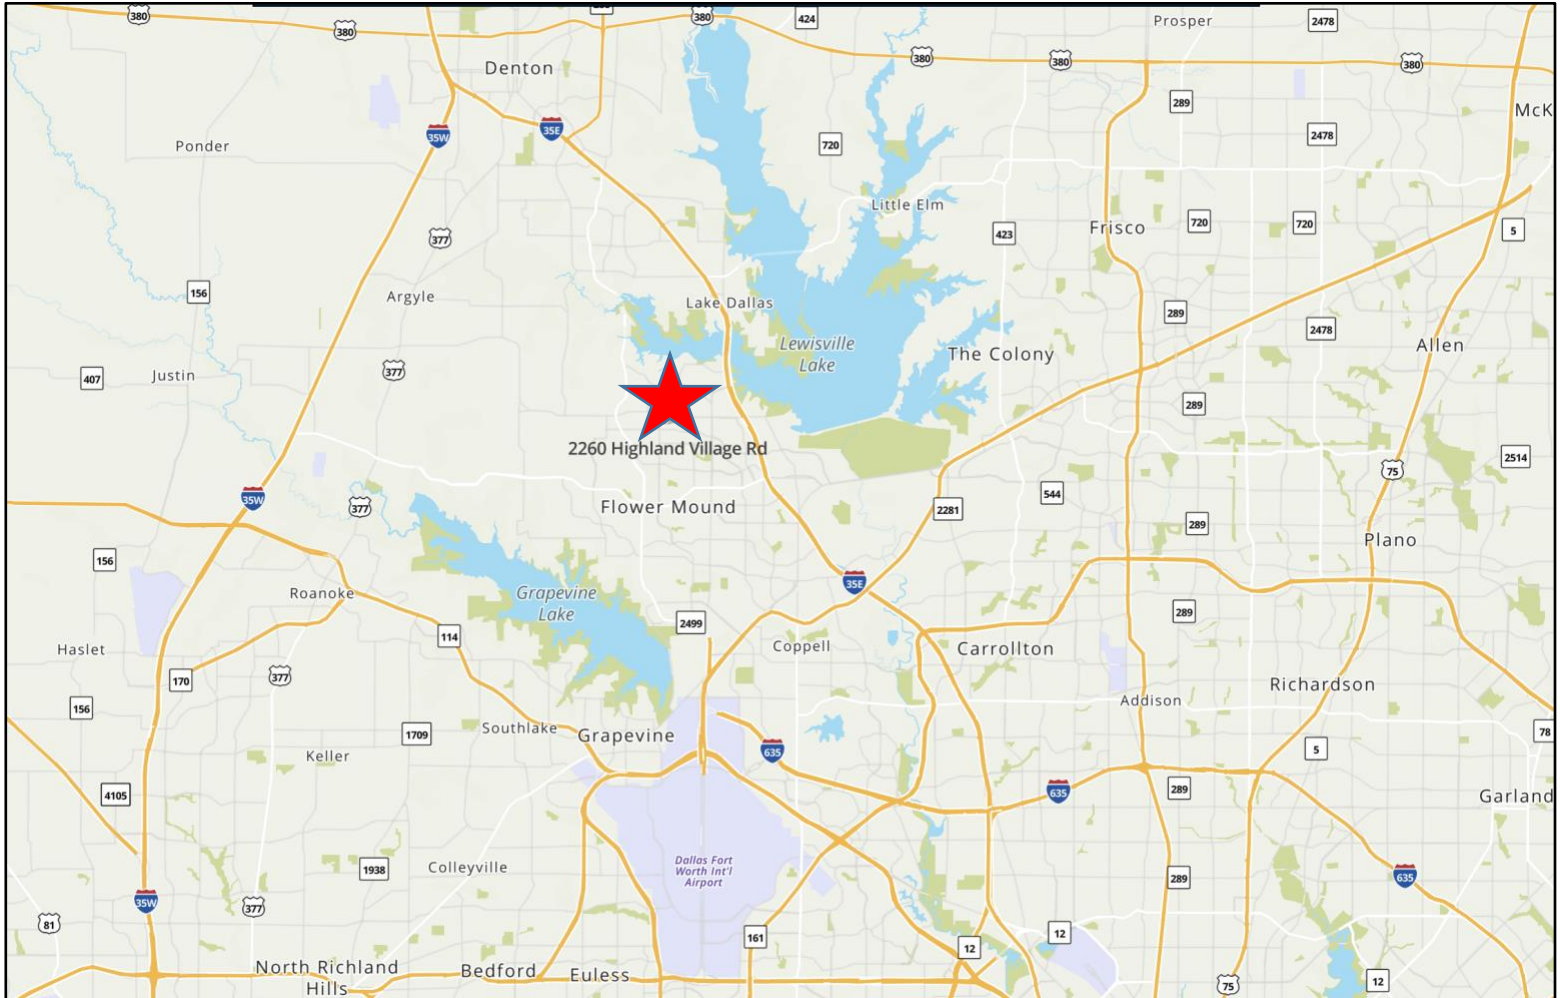 380
380
380
424
Prosper
2478
380
380
380
Denton
289
McK
35W
35E
2478
Ponder
720
Little Elm
377
423
Frisco
720
720
5
156
Argyle
Lake Dallas
289
2478
Lewisville
Lake
The Colony
Allen
407
Justin
377
289
2260 Highland Village Rd
2514
75
35W
377
Flower Mound
2281
544
289
Plano
156
35E
Roanoke
Grapevine
Lake
289
114
2499
Coppell
Carrollton
Haslet
170
377
Richardson
156
Addison
Southlake
Grapevine
1709
78
635
5
Keller
4105
635
289
Garland
Colleyville
1938
Dallas Fort
Worth Int'l
Airport
289
635
35W
377
81
161
12
12
North Richland
Hills
Bedford
Euless
75
12